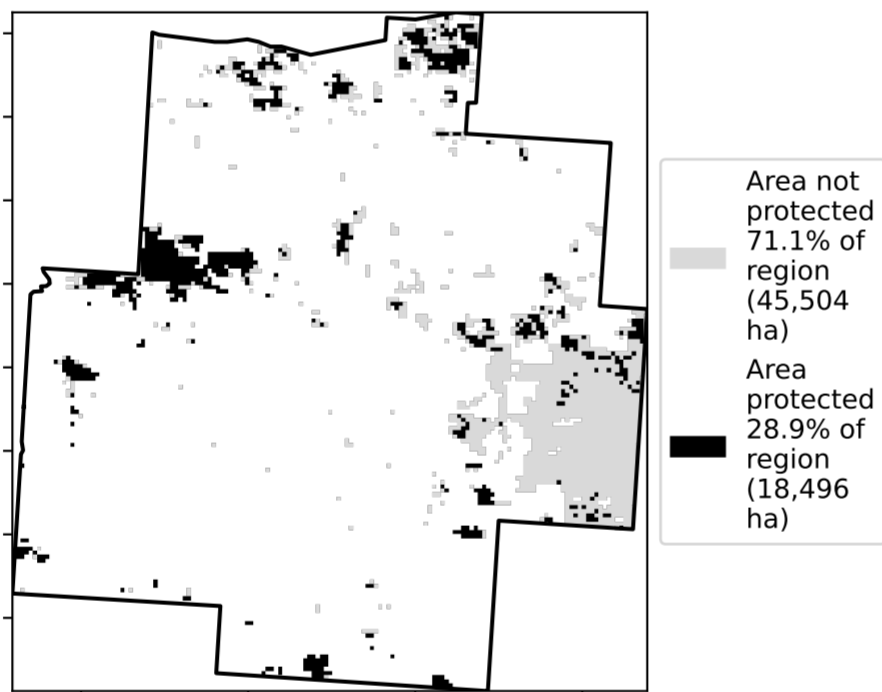 Area not
protected
71.1% of
region
(45,504
ha)
Area
protected
28.9% of
region
(18,496
ha)